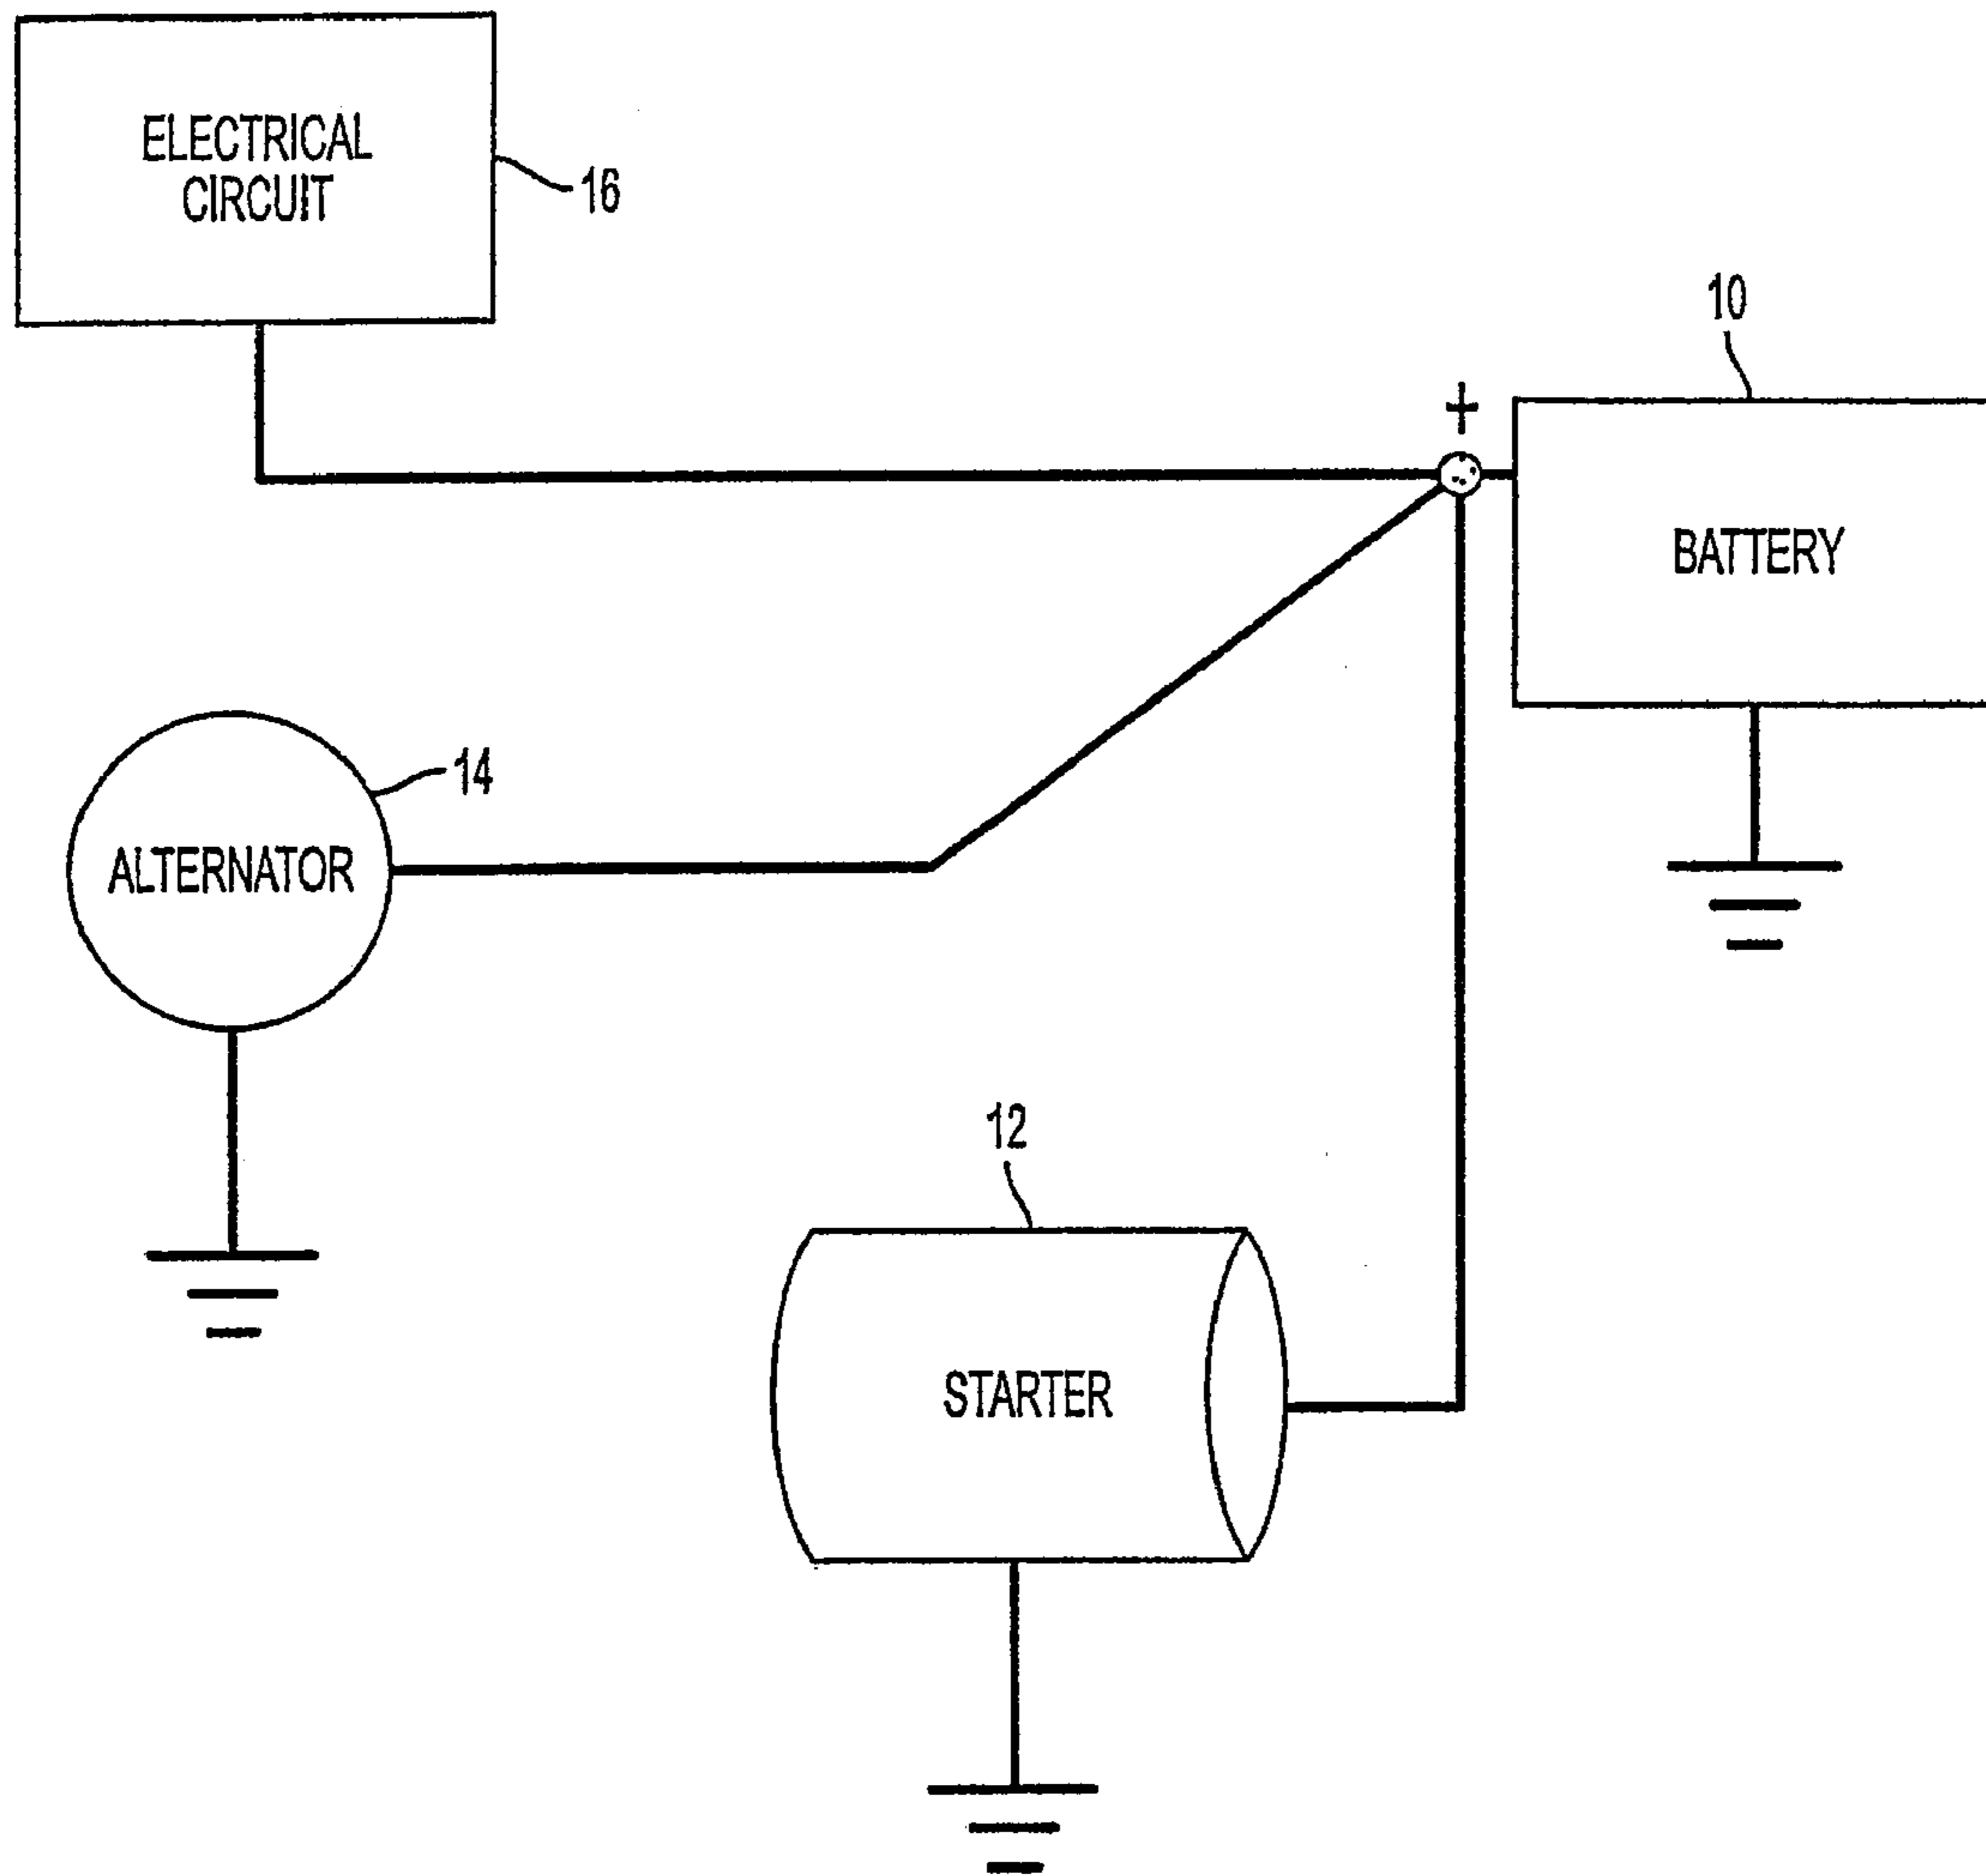 ELECTRICAL
CIRCUIT
16
10
+
BATTERY
14
ALTERNATOR
12
STARTER